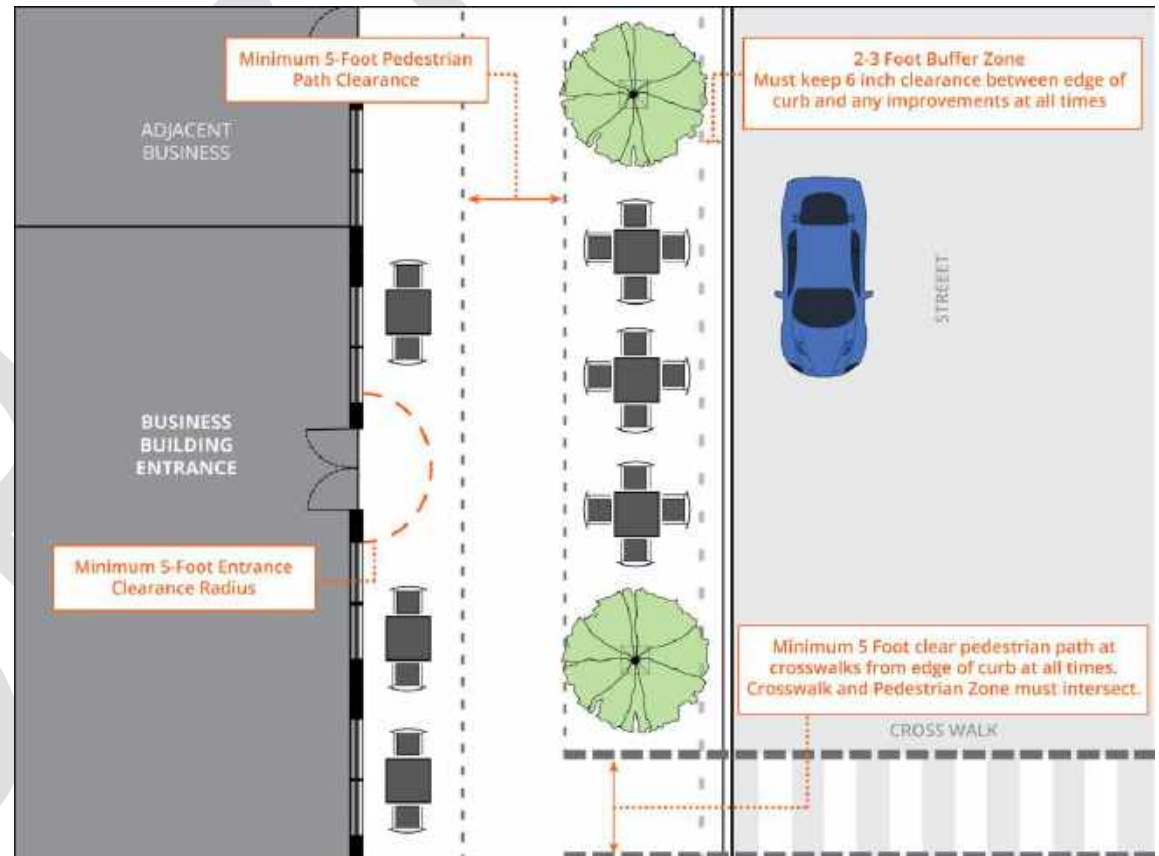 Minimum 5-Foot Pedestrian
Path Clearance
2-3 Foot Buffer Zone
Must keep 6 inch clearance between edge of
curb and any improvements at all times
ADJACENT
BUSINESS
STREEET
BUSINESS
BUILDING
ENTRANCE
Minimum 5-Foot Entrance
Clearance Radius
Minimum 5 Foot clear pedestrian path at
crosswalks from edge of curb at all times.
Crosswalk and Pedestrian Zone must intersect.
CROSS WALK